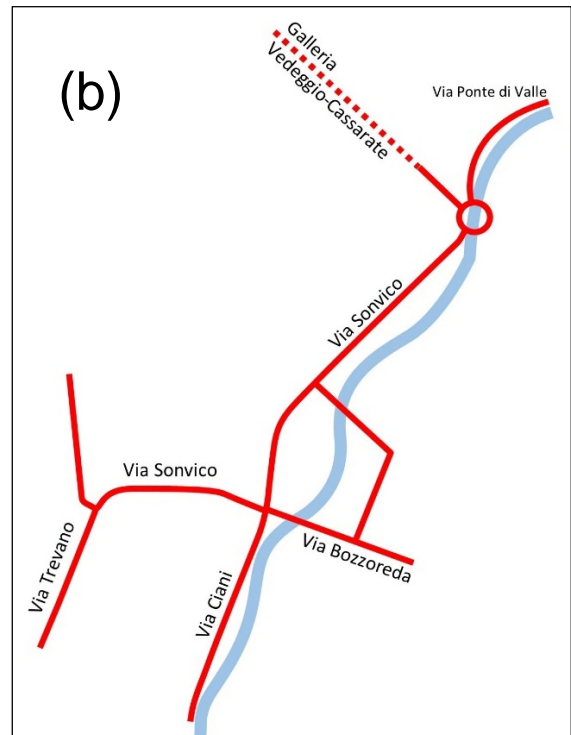 (b)
Galleria
Vedeggio-Cassarate
Via Ponte di Valle
Via Sonvico
Via Sonvico
Via Trevano
Via Ciani
Via Bozzoreda